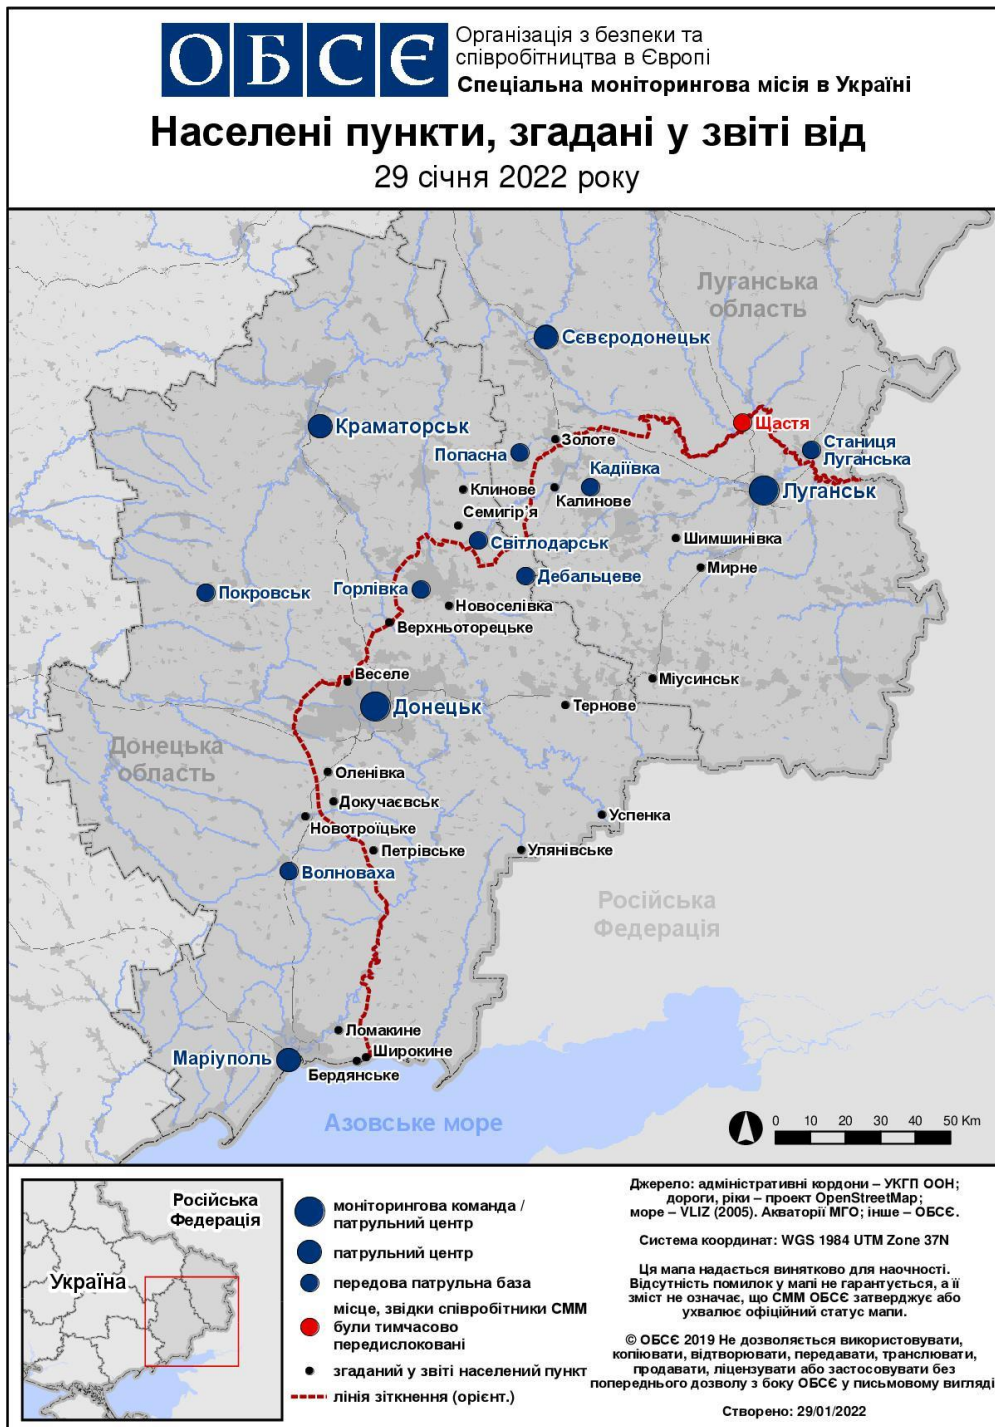 ОБСЄ
Організація з безпеки та
співробітництва в Європі
Спеціальна моніторингова місія в Україні
Населені пункти, згадані у звіті від
29 січня 2022 року
Луганська
область
Сєвєродонецьк
Щастя
Краматорськ
Золоте
Станиця
Луганська
Попасна
Кадіївка
Клинове
Калинове
Луганськ
Семигір'я
Світлодарськ
Шимшинівка
Мирне
Дебальцеве
Покровськ
Горлівка
Новоселівка
Верхньоторецьке
Веселе
Міусинськ
Донецьк
Тернове
Донецька
область
Оленівка
Докучаєвськ
Новотроїцьке
Успенка
Петрівське
Улянівське
Волноваха
Російська
Федерація
Ломакине
Широкине
Маріуполь
Бердянське
Азовське море
0 10 20 30 40 50 Km
Російська
Федерація
Україна
моніторингова команда /
патрульний центр
патрульний центр
передова патрульна база
місце, звідки співробітники СММ
були тимчасово
передислоковані
згаданий у звіті населений пункт
лінія зіткнення (орієнт.)
Джерело: адміністративні кордони – УКГП ООН;
дороги, ріки – проект OpenStreetMap;
море – VLIZ (2005). Акваторії МГО; інше – ОБСЄ.
Система координат: WGS 1984 UTM Zone 37N
Ця мапа надається винятково для наочності.
Відсутність помилок у мапі не гарантується, а її
зміст не означає, що СММ ОБСЄ затверджує або
ухвалює офіційний статус мапи.
© ОБСЄ 2019 Не дозволяється використовувати,
копіювати, відтворювати, передавати, транслювати,
продавати, ліцензувати або застосовувати без
попереднього дозволу з боку ОБСЄ у письмовому вигляді
Створено: 29/01/2022